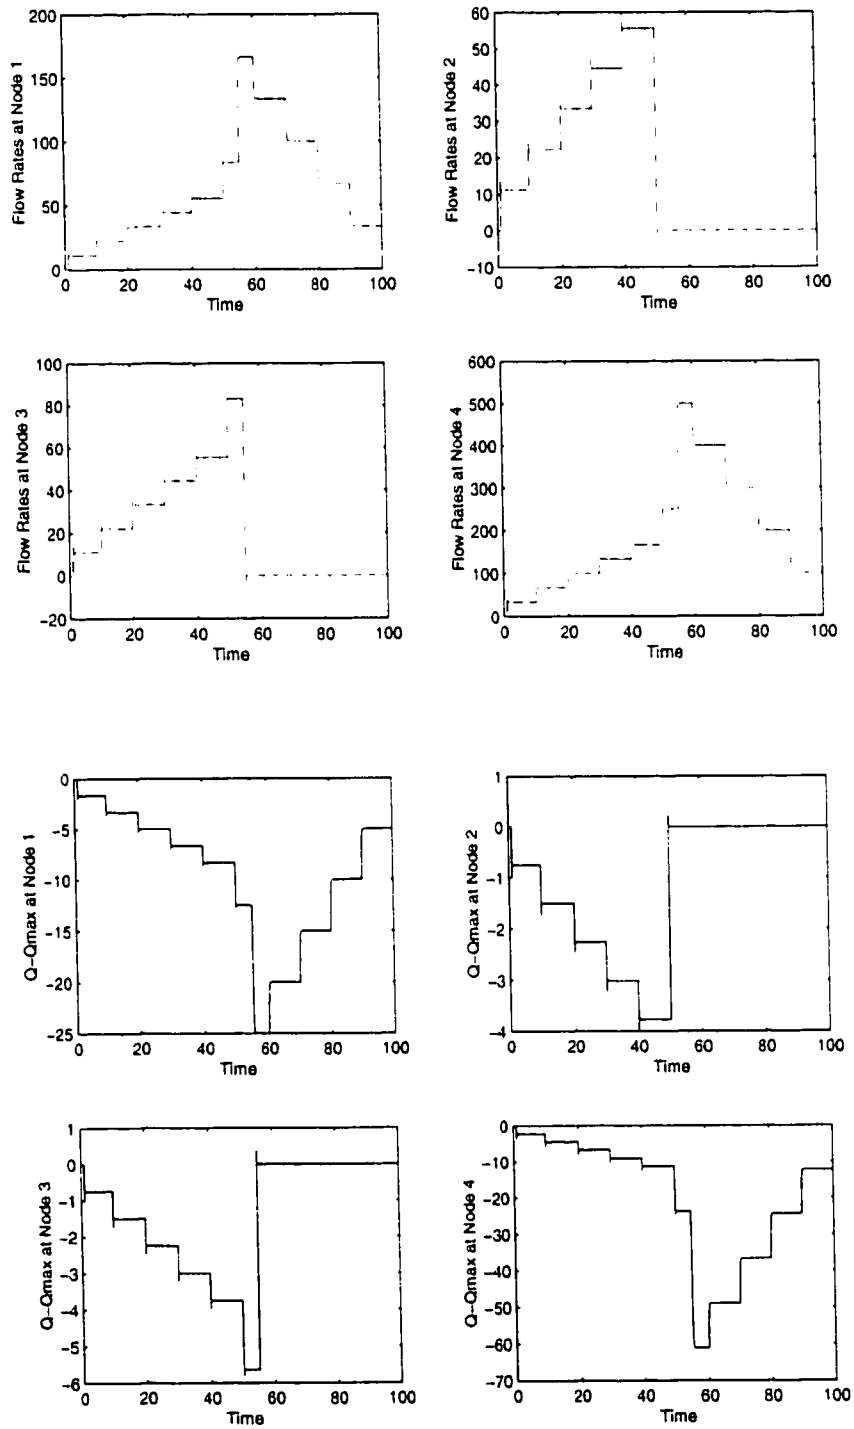 Flow Rates at Node 1
200
150
100
50
0
0 20 40 60 80 100
Time
Flow Rates at Node 2
60
50
40
30
20
10
0
-10
0 20 40 60 80 100
Time
Flow Rates at Node 3
100
80
60
40
20
0
-20
0 20 40 60 80 100
Time
Flow Rates at Node 4
600
500
400
300
200
100
0
0 20 40 60 80 100
Time
Q-Qmax at Node 1
0
-5
-10
-15
-20
-25
0 20 40 60 80 100
Time
Q-Qmax at Node 2
1
0
-1
-2
-3
-4
0 20 40 60 80 100
Time
Q-Qmax at Node 3
1
0
-1
-2
-3
-4
-5
-6
0 20 40 60 80 100
Time
Q-Qmax at Node 4
0
-10
-20
-30
-40
-50
-60
-70
0 20 40 60 80 100
Time